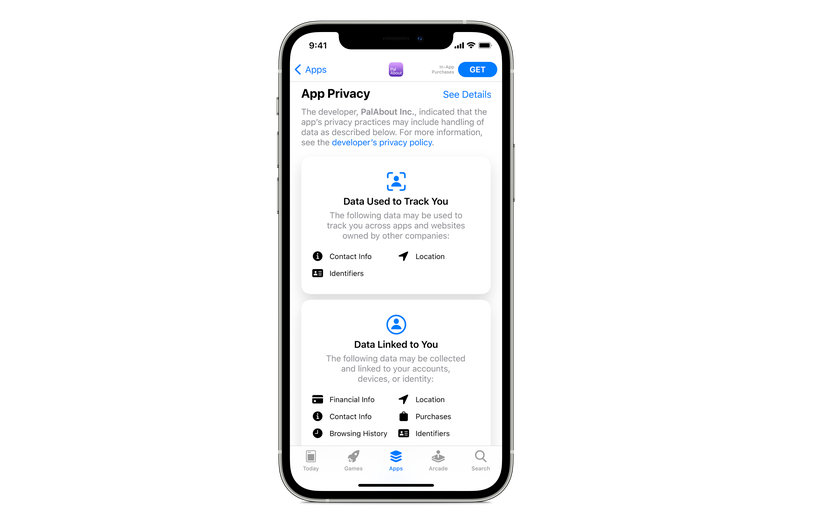 9:41
Apps
Pal
About
In-App
Purchases
GET
App Privacy
See Details
The developer, PalAbout Inc., indicated that the
app's privacy practices may include handling of
data as described below. For more information,
see the developer's privacy policy.
Data Used to Track You
The following data may be used to
track you across apps and websites
owned by other companies:
Contact Info
Location
Identifiers
Data Linked to You
The following data may be collected
and linked to your accounts,
devices, or identity:
Financial Info
Location
Contact Info
Purchases
Browsing History
Identifiers
Today
Games
Apps
Arcade
Search